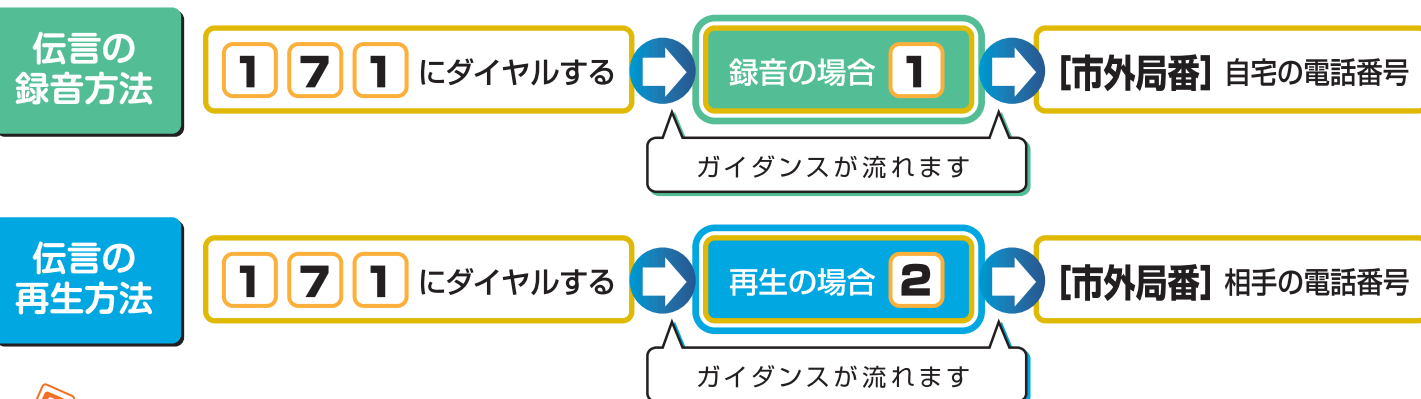 伝言の
録音方法
1 7 1 にダイヤルする
録音の場合 1
[市外局番] 自宅の電話番号
ガイダンスが流れます
伝言の
再生方法
1 7 1 にダイヤルする
再生の場合 2
[市外局番] 相手の電話番号
ガイダンスが流れます